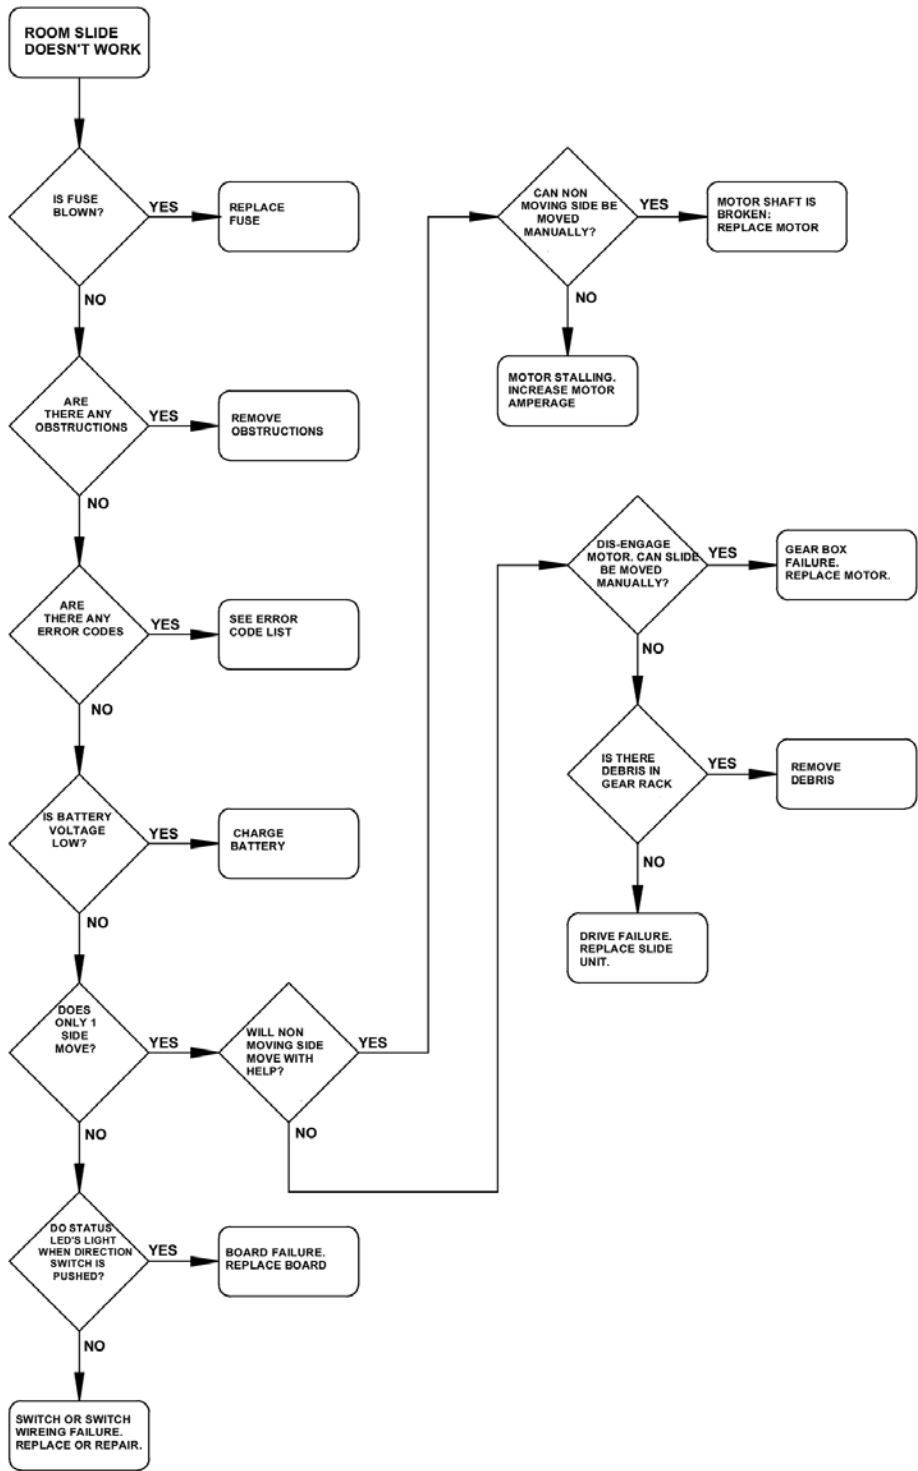 ROOM SLIDE
DOESN'T WORK
IS FUSE
BLOWN?
YES
REPLACE
FUSE
NO
ARE
THERE ANY
OBSTRUCTIONS
YES
REMOVE
OBSTRUCTIONS
NO
ARE
THERE ANY
ERROR CODES
YES
SEE ERROR
CODE LIST
NO
IS BATTERY
VOLTAGE
LOW?
YES
CHARGE
BATTERY
NO
DOES
ONLY 1
SIDE
MOVE?
YES
WILL NON
MOVING SIDE
MOVE WITH
HELP?
YES
NO
NO
DO STATUS
LED'S LIGHT
WHEN DIRECTION
SWITCH IS
PUSHED?
YES
BOARD FAILURE.
REPLACE BOARD
NO
SWITCH OR SWITCH
WIREING FAILURE.
REPLACE OR REPAIR.
CAN NON
MOVING SIDE BE
MOVED
MANUALLY?
YES
MOTOR SHAFT IS
BROKEN:
REPLACE MOTOR
NO
MOTOR STALLING.
INCREASE MOTOR
AMPERAGE
DIS-ENGAGE
MOTOR. CAN SLIDE
BE MOVED
MANUALLY?
YES
GEAR BOX
FAILURE.
REPLACE MOTOR.
NO
IS THERE
DEBRIS IN
GEAR RACK
YES
REMOVE
DEBRIS
NO
DRIVE FAILURE.
REPLACE SLIDE
UNIT.